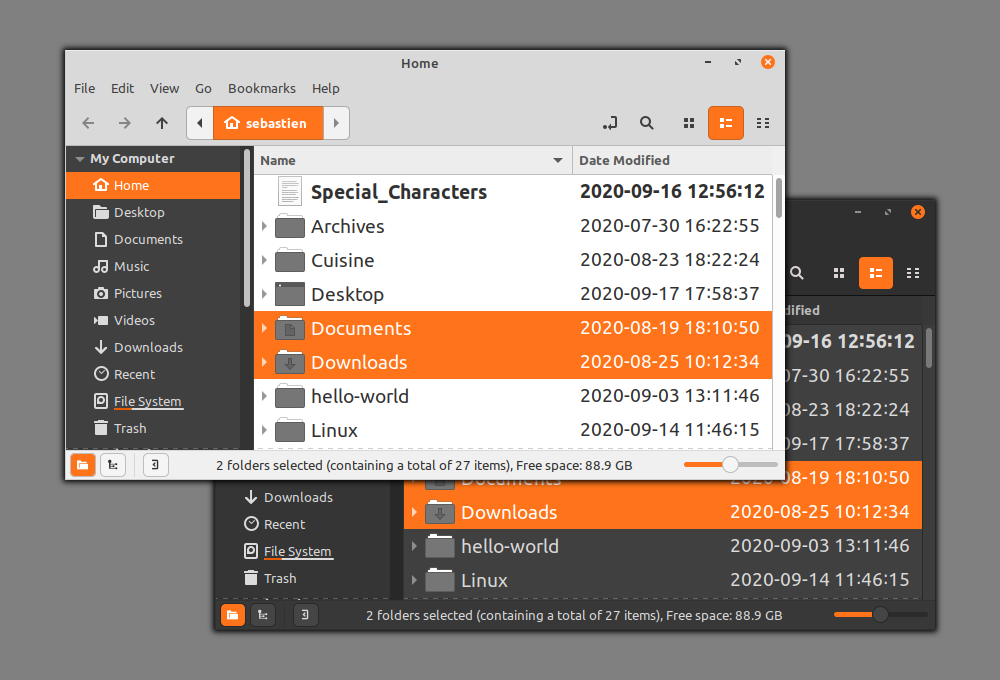 Home
File Edit View Go Bookmarks Help
sebastien
My Computer
Home
Desktop
Documents
Music
Pictures
Videos
Downloads
Recent
File System
Trash
Name Date Modified
Special_Characters 2020-09-16 12:56:12
Archives 2020-07-30 16:22:55
Cuisine 2020-08-23 18:22:24
Desktop 2020-09-17 17:58:37
Documents 2020-08-19 18:10:50
Downloads 2020-08-25 10:12:34
hello-world 2020-09-03 13:11:46
Linux 2020-09-14 11:46:15
2 folders selected (containing a total of 27 items), Free space: 88.9 GB
dified
09-16 12:56:12
07-30 16:22:55
08-23 18:22:24
09-17 17:58:37
Documents 08-19 18:10:50
Downloads
Recent
File System
Trash
Downloads 2020-08-25 10:12:34
hello-world 2020-09-03 13:11:46
Linux 2020-09-14 11:46:15
2 folders selected (containing a total of 27 items), Free space: 88.9 GB